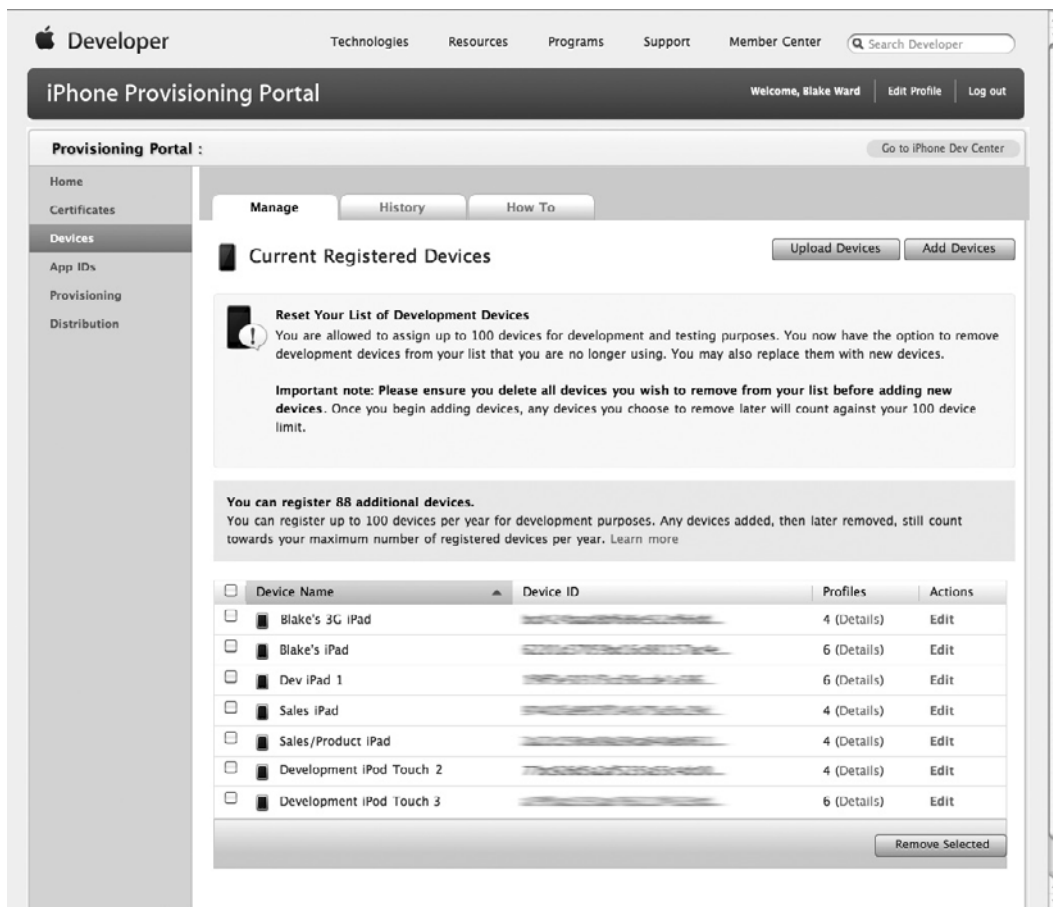 Developer
Technologies Resources Programs Support Member Center Search Developer
iPhone Provisioning Portal
Welcome, Blake Ward Edit Profile Log out
Provisioning Portal :
Go to iPhone Dev Center
Home
Certificates
Devices
App IDs
Provisioning
Distribution
Manage History How To
Current Registered Devices
Upload Devices Add Devices
Reset Your List of Development Devices
You are allowed to assign up to 100 devices for development and testing purposes. You now have the option to remove
development devices from your list that you are no longer using. You may also replace them with new devices.
Important note: Please ensure you delete all devices you wish to remove from your list before adding new
devices. Once you begin adding devices, any devices you choose to remove later will count against your 100 device
limit.
You can register 88 additional devices.
You can register up to 100 devices per year for development purposes. Any devices added, then later removed, still count
towards your maximum number of registered devices per year. Learn more
Device Name Device ID Profiles Actions
Blake's 3G iPad 4 (Details) Edit
Blake's iPad 6 (Details) Edit
Dev iPad 1 6 (Details) Edit
Sales iPad 4 (Details) Edit
Sales/Product iPad 4 (Details) Edit
Development iPod Touch 2 4 (Details) Edit
Development iPod Touch 3 6 (Details) Edit
Remove Selected